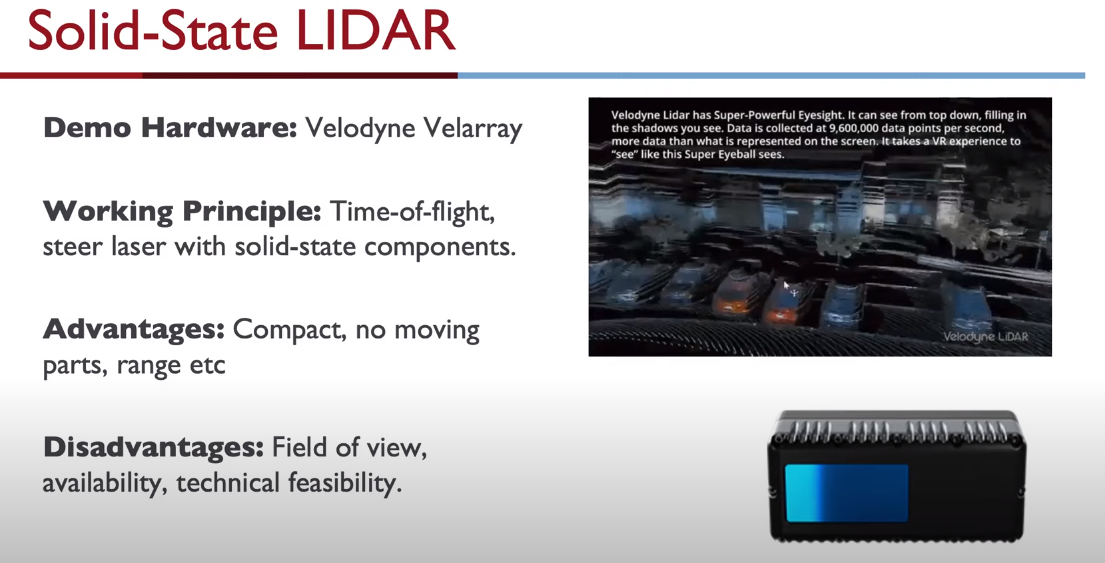 Solid-State LIDAR
Demo Hardware: Velodyne Velarray
Working Principle: Time-of-flight,
steer laser with solid-state components.
Advantages: Compact, no moving
parts, range etc
Disadvantages: Field of view,
availability, technical feasibility.
Velodyne Lidar has Super-Powerful Eyesight. It can see from top down, filling in
the shadows you see. Data is collected at 9,600,000 data points per second,
more data than what is represented on the screen. It takes a VR experience to
"see" like this Super Eyeball sees.
Velodyne LiDAR